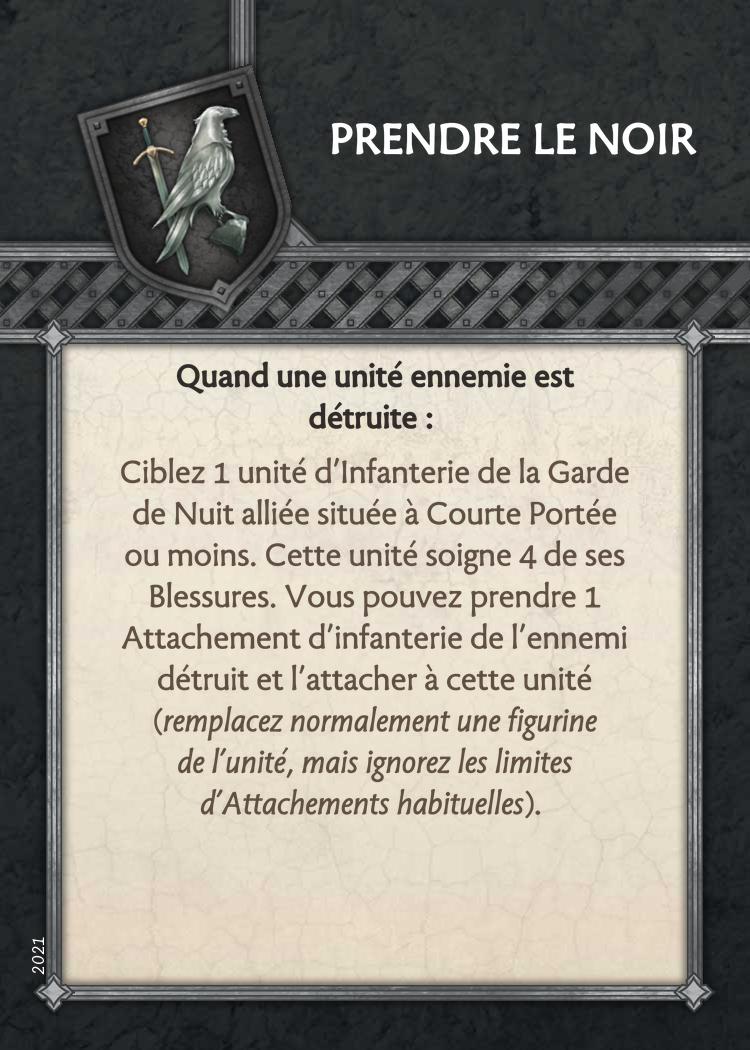 PRENDRE LE NOIR
Quand une unité ennemie est
détruite :
Ciblez 1 unité d'Infanterie de la Garde
de Nuit alliée située à Courte Portée
ou moins. Cette unité soigne 4 de ses
Blessures. Vous pouvez prendre 1
Attachement d'infanterie de l'ennemi
détruit et l'attacher à cette unité
(remplacez normalement une figurine
de l'unité, mais ignorez les limites
d'Attachements habituelles).
2021